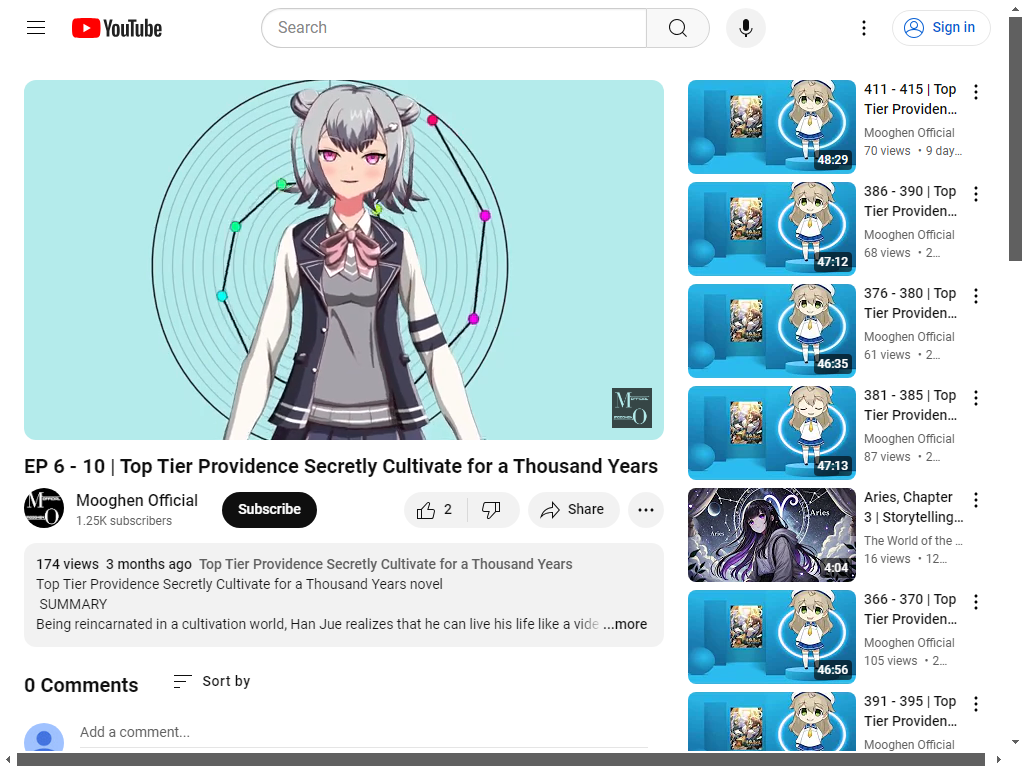 YouTube
Search
Sign in
M OFFICIAL
MOOGHEN O
EP 6 - 10 | Top Tier Providence Secretly Cultivate for a Thousand Years
Mooghen Official
1.25K subscribers
Subscribe
2
Share
174 views 3 months ago Top Tier Providence Secretly Cultivate for a Thousand Years
Top Tier Providence Secretly Cultivate for a Thousand Years novel
SUMMARY
Being reincarnated in a cultivation world, Han Jue realizes that he can live his life like a vide ...more
0 Comments
Sort by
Add a comment...
48:29
411 - 415 | Top
Tier Providen...
Mooghen Official
70 views • 9 day...
47:12
386 - 390 | Top
Tier Providen...
Mooghen Official
68 views • 2...
46:35
376 - 380 | Top
Tier Providen...
Mooghen Official
61 views • 2...
47:13
381 - 385 | Top
Tier Providen...
Mooghen Official
87 views • 2...
Aries
Aries
4:04
Aries, Chapter
3 | Storytelling...
The World of the ...
16 views • 12...
46:56
366 - 370 | Top
Tier Providen...
Mooghen Official
105 views • 2...
391 - 395 | Top
Tier Providen...
Mooghen Official